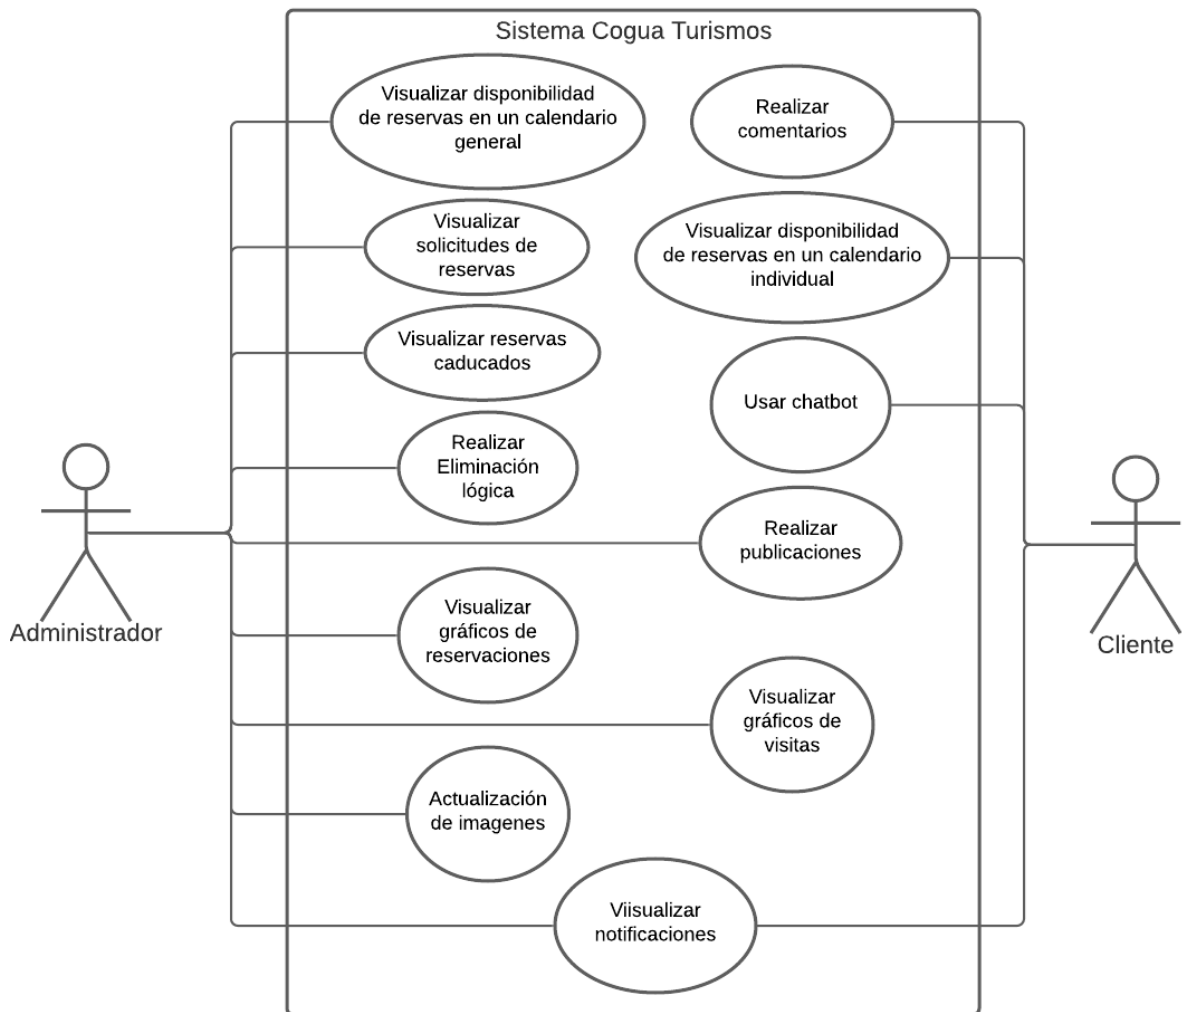 Sistema Cogua Turismos
Visualizar disponibilidad
de reservas en un calendario
general
Realizar
comentarios
Visualizar
solicitudes de
reservas
Visualizar disponibilidad
de reservas en un calendario
individual
Visualizar reservas
caducados
Usar chatbot
Realizar
Eliminación
lógica
Realizar
publicaciones
Administrador
Cliente
Visualizar
gráficos de
reservaciones
Visualizar
gráficos de
visitas
Actualización
de imagenes
Viisualizar
notificaciones